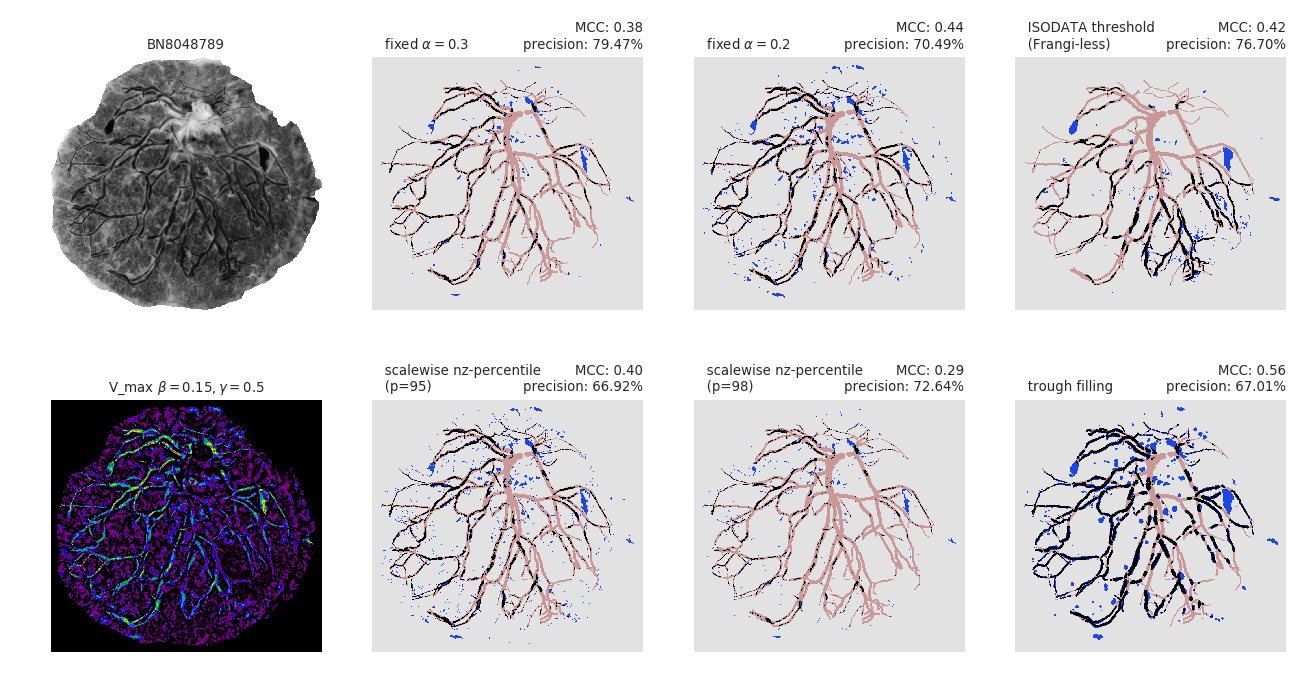 BN8048789
MCC: 0.38
fixed α = 0.3 precision: 79.47%
MCC: 0.44
fixed α = 0.2 precision: 70.49%
ISODATA threshold MCC: 0.42
(Frangi-less) precision: 76.70%
V_max β = 0.15, γ = 0.5
scalewise nz-percentile MCC: 0.40
(p=95) precision: 66.92%
scalewise nz-percentile MCC: 0.29
(p=98) precision: 72.64%
MCC: 0.56
trough filling precision: 67.01%